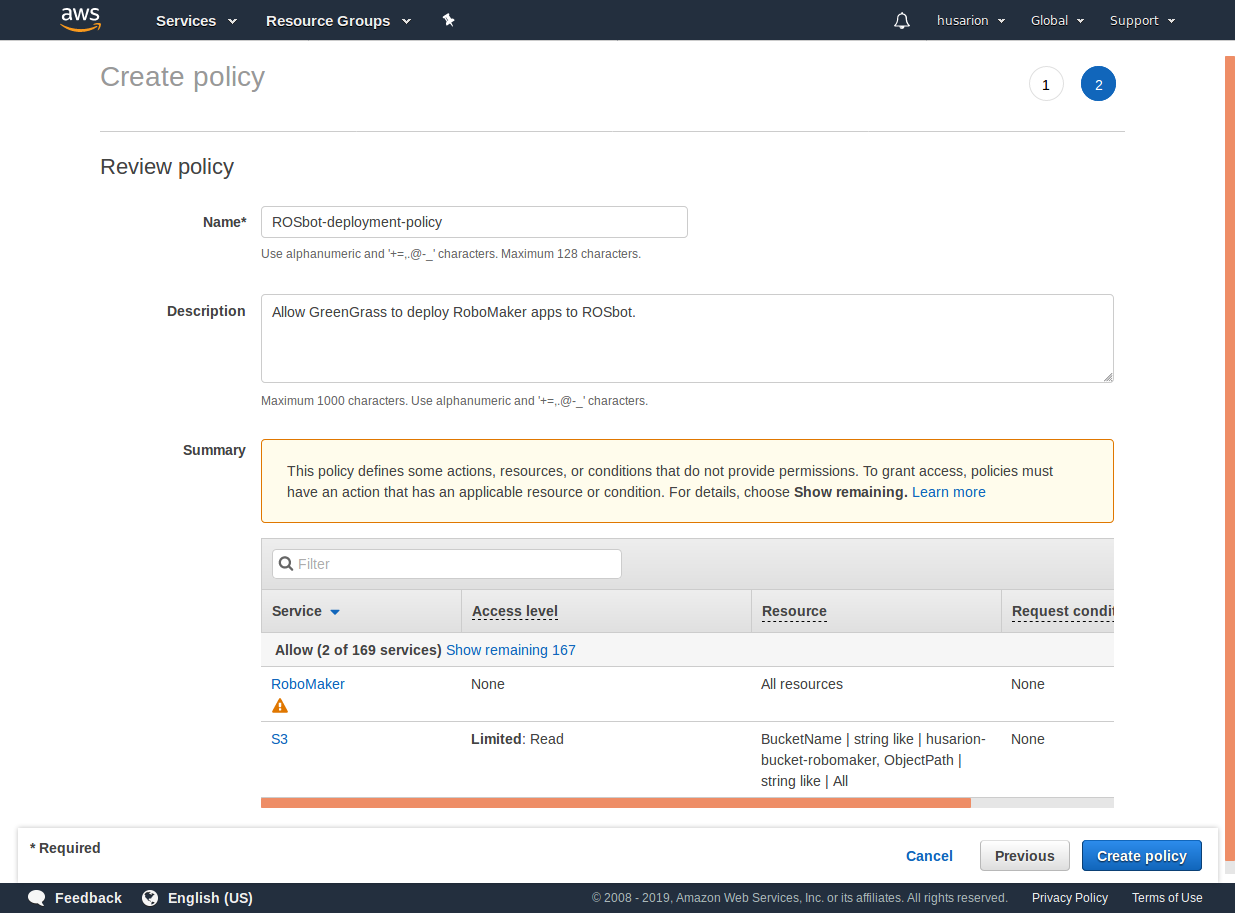 aws Services Resource Groups husarion Global Support
Create policy 1 2
Review policy
Name* ROSbot-deployment-policy
Use alphanumeric and '+=,.@-_' characters. Maximum 128 characters.
Description Allow GreenGrass to deploy RoboMaker apps to ROSbot.
Maximum 1000 characters. Use alphanumeric and '+=,.@-_' characters.
Summary This policy defines some actions, resources, or conditions that do not provide permissions. To grant access, policies must
have an action that has an applicable resource or condition. For details, choose Show remaining. Learn more
Filter
Service Access level Resource Request condit
Allow (2 of 169 services) Show remaining 167
RoboMaker None All resources None
S3 Limited: Read BucketName | string like | husarion- None
bucket-robomaker, ObjectPath |
string like | All
* Required Cancel Previous Create policy
Feedback English (US) © 2008 - 2019, Amazon Web Services, Inc. or its affiliates. All rights reserved. Privacy Policy Terms of Use